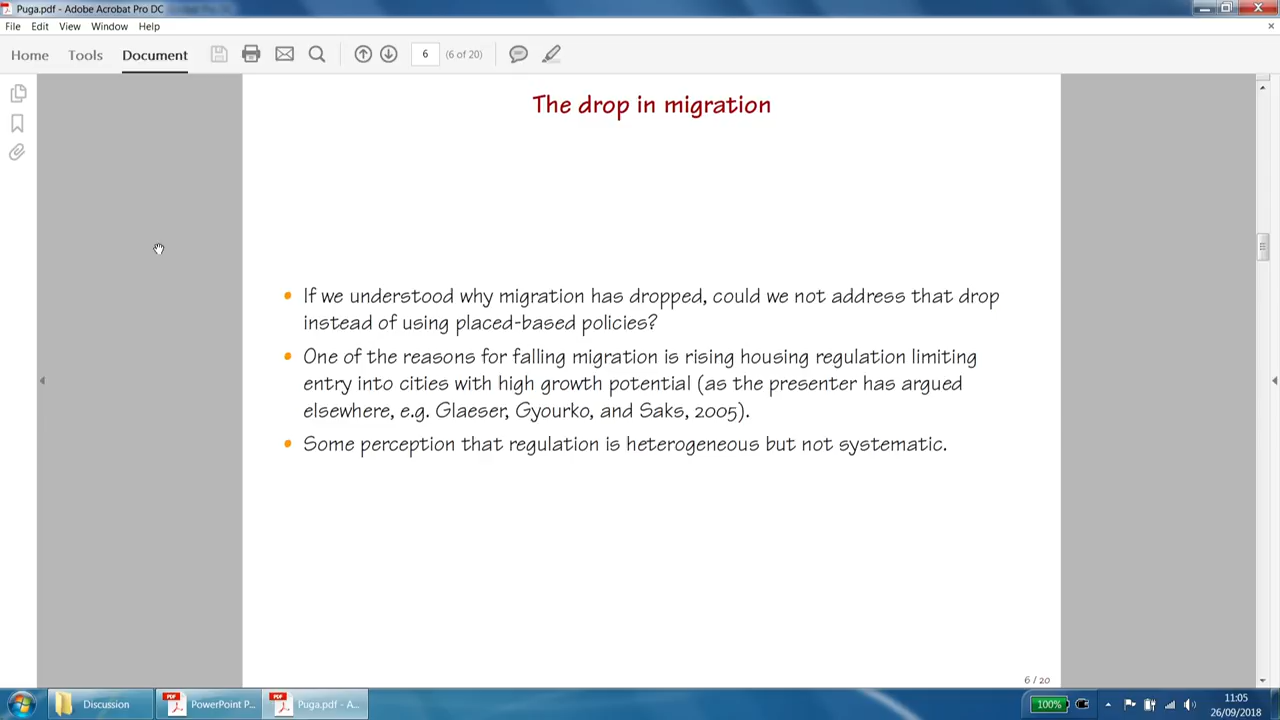 Puga.pdf - Adobe Acrobat Pro DC
File Edit View Window Help
Home Tools Document 6 (6 of 20)
The drop in migration
If we understood why migration has dropped, could we not address that drop
instead of using placed-based policies?
One of the reasons for falling migration is rising housing regulation limiting
entry into cities with high growth potential (as the presenter has argued
elsewhere, e.g. Glaeser, Gyourko, and Saks, 2005).
Some perception that regulation is heterogeneous but not systematic.
6 / 20
Discussion PowerPoint P... Puga.pdf - A... 100% 11:05
26/09/2018